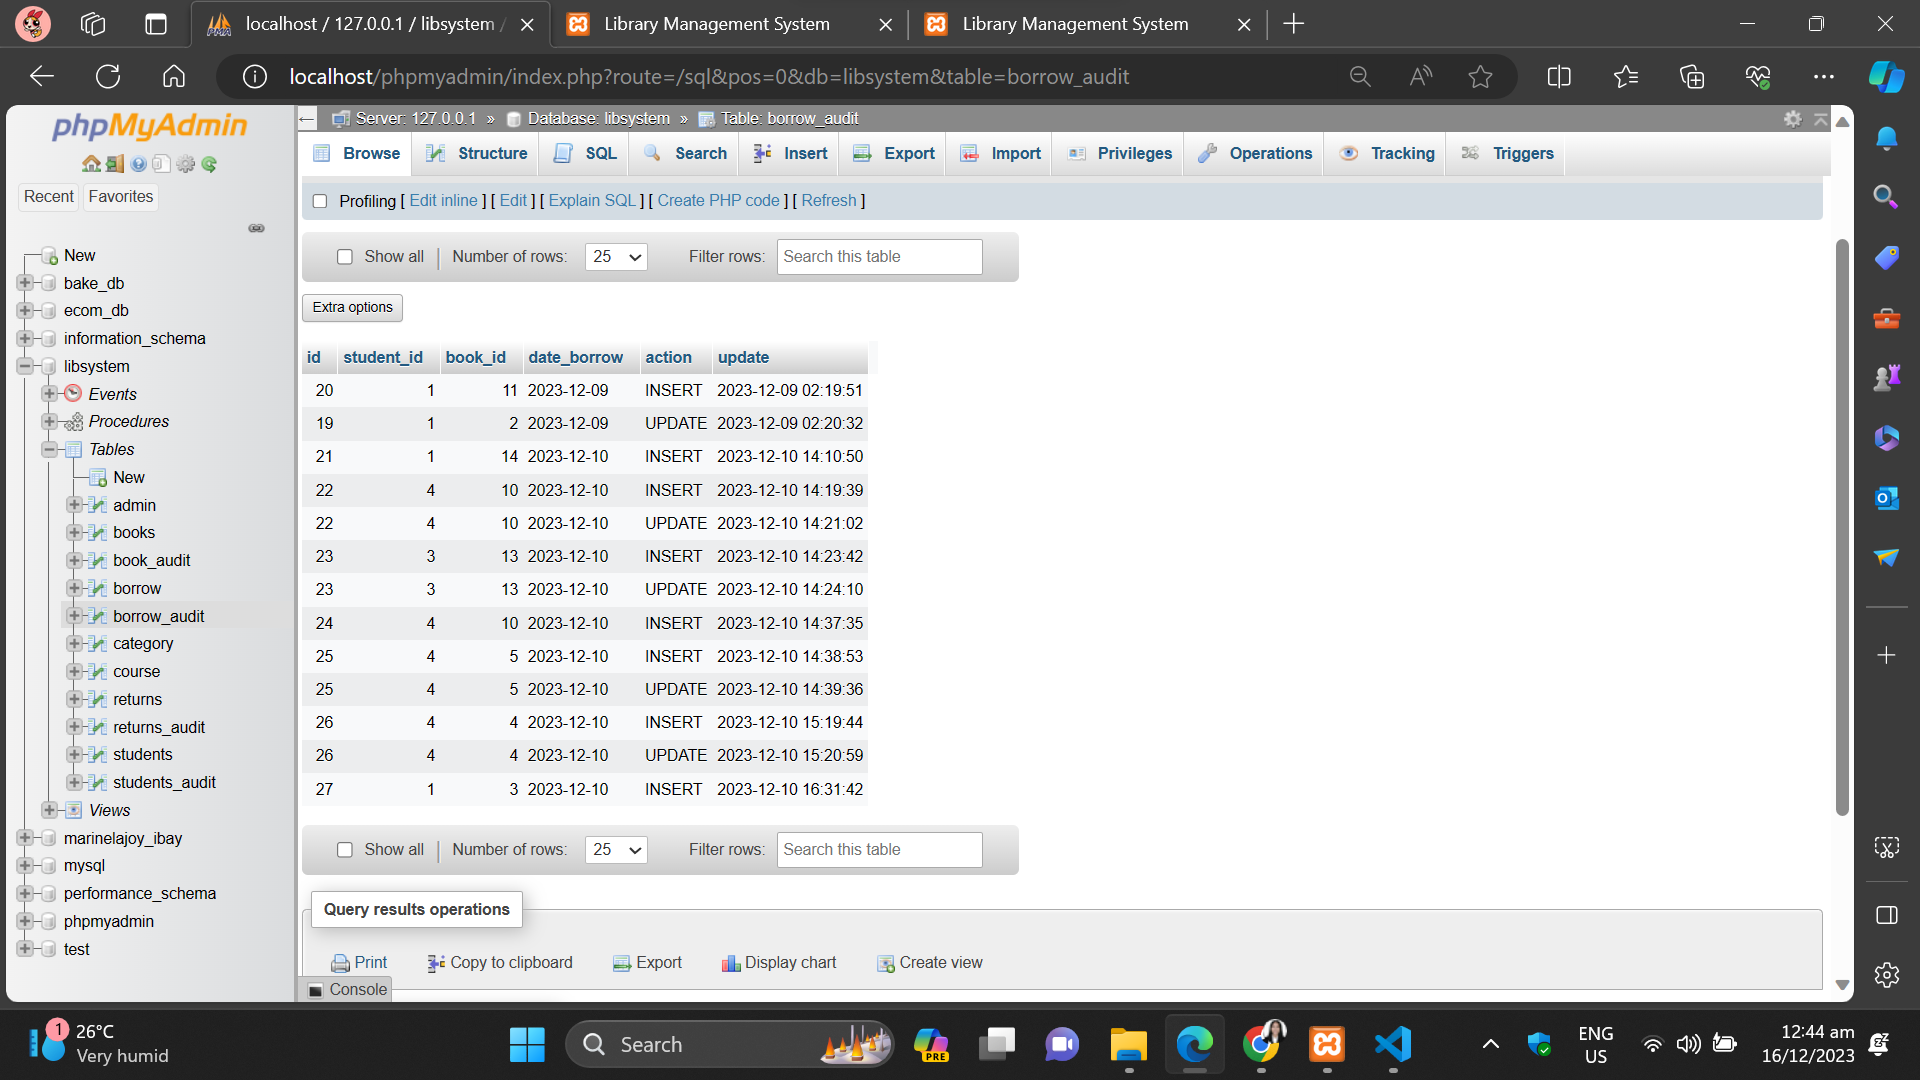 localhost / 127.0.0.1 / libsystem /
Library Management System
Library Management System
localhost/phpmyadmin/index.php?route=/sql&pos=0&db=libsystem&table=borrow_audit
phpMyAdmin
Recent
Favorites
New
bake_db
ecom_db
information_schema
libsystem
Events
Procedures
Tables
New
admin
books
book_audit
borrow
borrow_audit
category
course
returns
returns_audit
students
students_audit
Views
marinelajoy_ibay
mysql
performance_schema
phpmyadmin
test
Server: 127.0.0.1 » Database: libsystem » Table: borrow_audit
Browse Structure SQL Search Insert Export Import Privileges Operations Tracking Triggers
Profiling [ Edit inline ] [ Edit ] [ Explain SQL ] [ Create PHP code ] [ Refresh ]
Show all | Number of rows: 25 Filter rows: Search this table
Extra options
id student_id book_id date_borrow action update
20 1 11 2023-12-09 INSERT 2023-12-09 02:19:51
19 1 2 2023-12-09 UPDATE 2023-12-09 02:20:32
21 1 14 2023-12-10 INSERT 2023-12-10 14:10:50
22 4 10 2023-12-10 INSERT 2023-12-10 14:19:39
22 4 10 2023-12-10 UPDATE 2023-12-10 14:21:02
23 3 13 2023-12-10 INSERT 2023-12-10 14:23:42
23 3 13 2023-12-10 UPDATE 2023-12-10 14:24:10
24 4 10 2023-12-10 INSERT 2023-12-10 14:37:35
25 4 5 2023-12-10 INSERT 2023-12-10 14:38:53
25 4 5 2023-12-10 UPDATE 2023-12-10 14:39:36
26 4 4 2023-12-10 INSERT 2023-12-10 15:19:44
26 4 4 2023-12-10 UPDATE 2023-12-10 15:20:59
27 1 3 2023-12-10 INSERT 2023-12-10 16:31:42
Show all | Number of rows: 25 Filter rows: Search this table
Query results operations
Print Copy to clipboard Export Display chart Create view
Console
1
26°C
Very humid
Search
PRE
ENG
US
12:44 am
16/12/2023